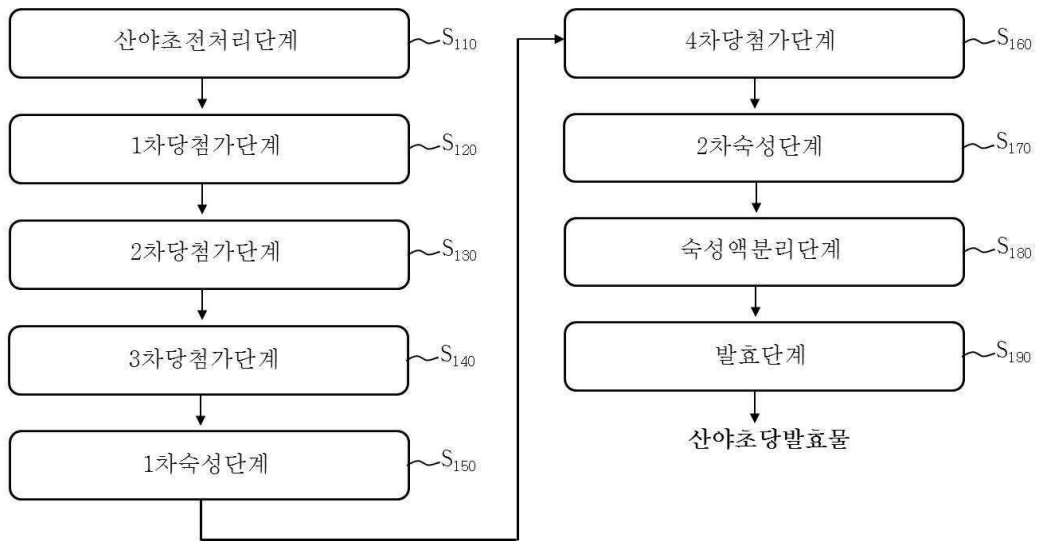 산야초전처리단계 S110
1차당첨가단계 S120
2차당첨가단계 S130
3차당첨가단계 S140
1차숙성단계 S150
4차당첨가단계 S160
2차숙성단계 S170
숙성액분리단계 S180
발효단계 S190
산야초당발효물